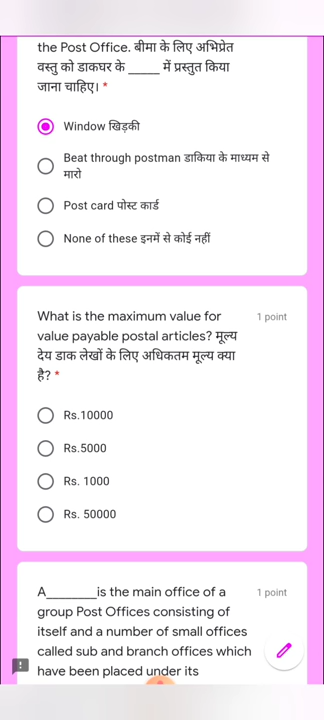 the Post Office. बीमा के लिए अभिप्रेत
वस्तु को डाकघर के _____ में प्रस्तुत किया
जाना चाहिए। *
Window खिड़की
Beat through postman डाकिया के माध्यम से
मारो
Post card पोस्ट कार्ड
None of these इनमें से कोई नहीं
What is the maximum value for 1 point
value payable postal articles? मूल्य
देय डाक लेखों के लिए अधिकतम मूल्य क्या
है? *
Rs.10000
Rs.5000
Rs. 1000
Rs. 50000
A________is the main office of a 1 point
group Post Offices consisting of
itself and a number of small offices
called sub and branch offices which
have been placed under its